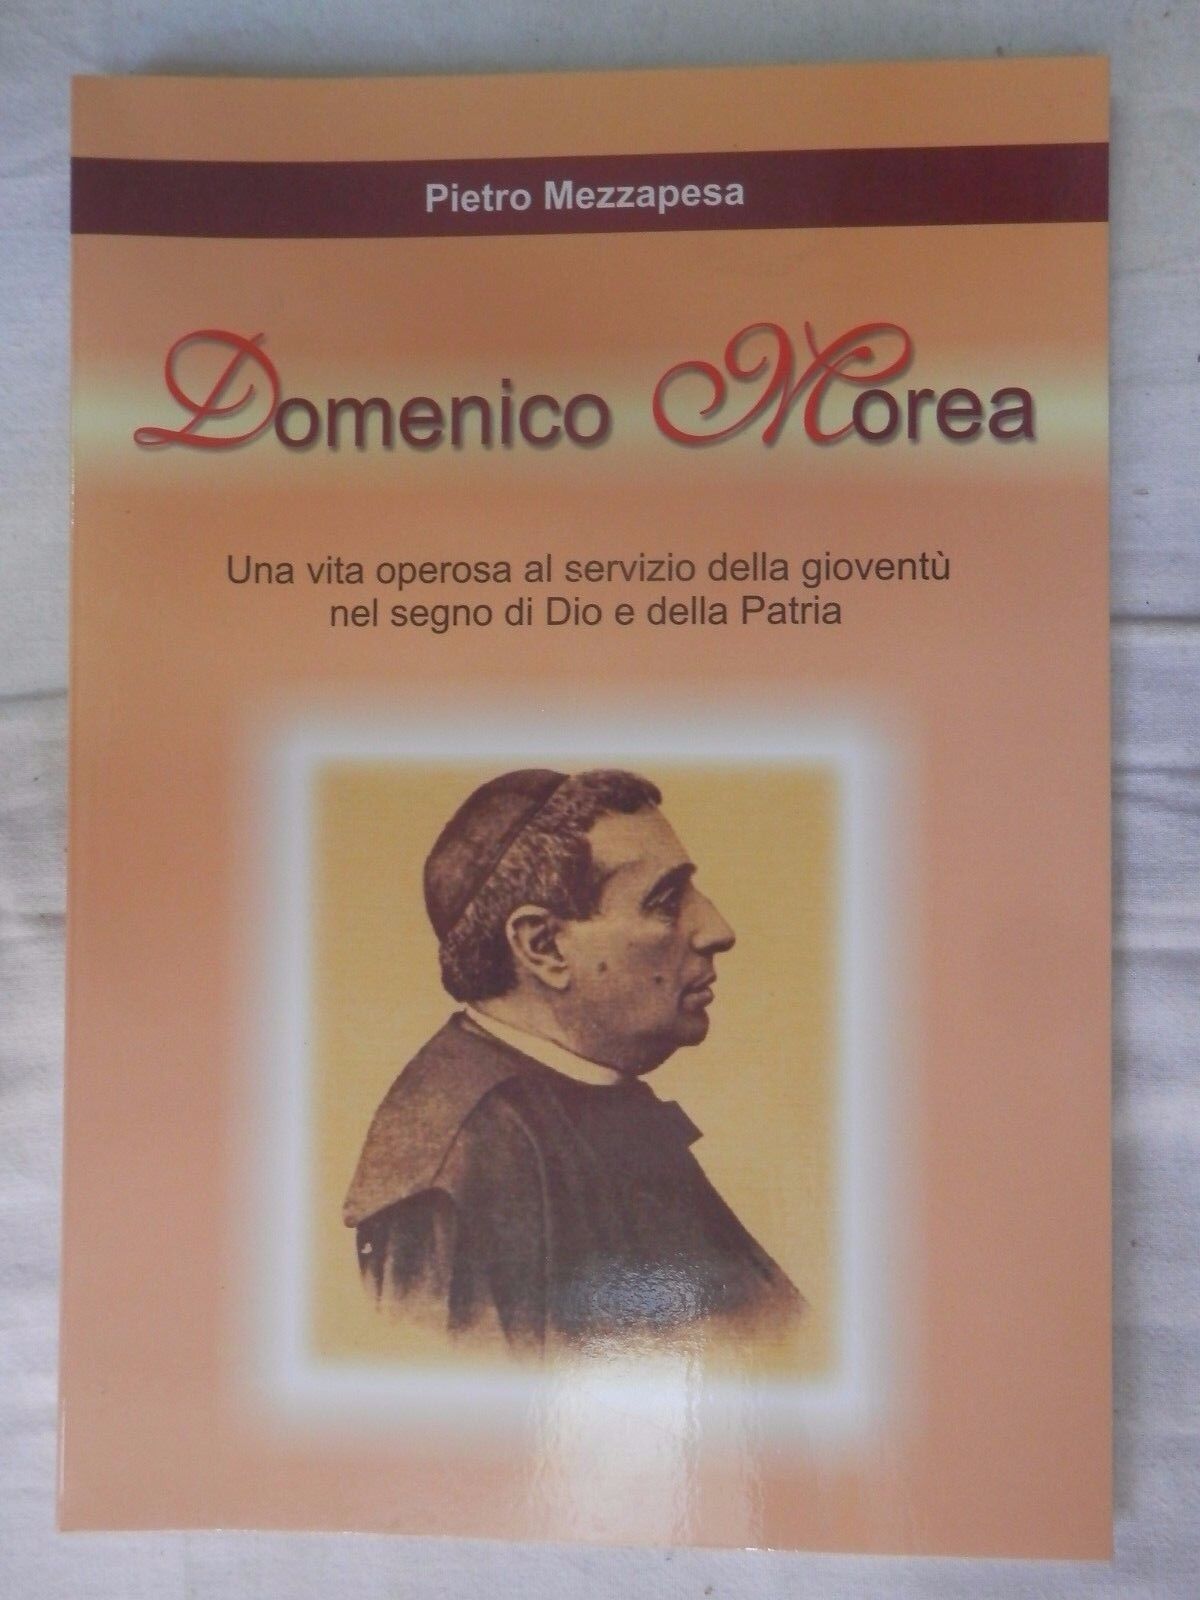 Pietro Mezzapesa
Domenico Morea
Una vita operosa al servizio della gioventù
nel segno di Dio e della Patria